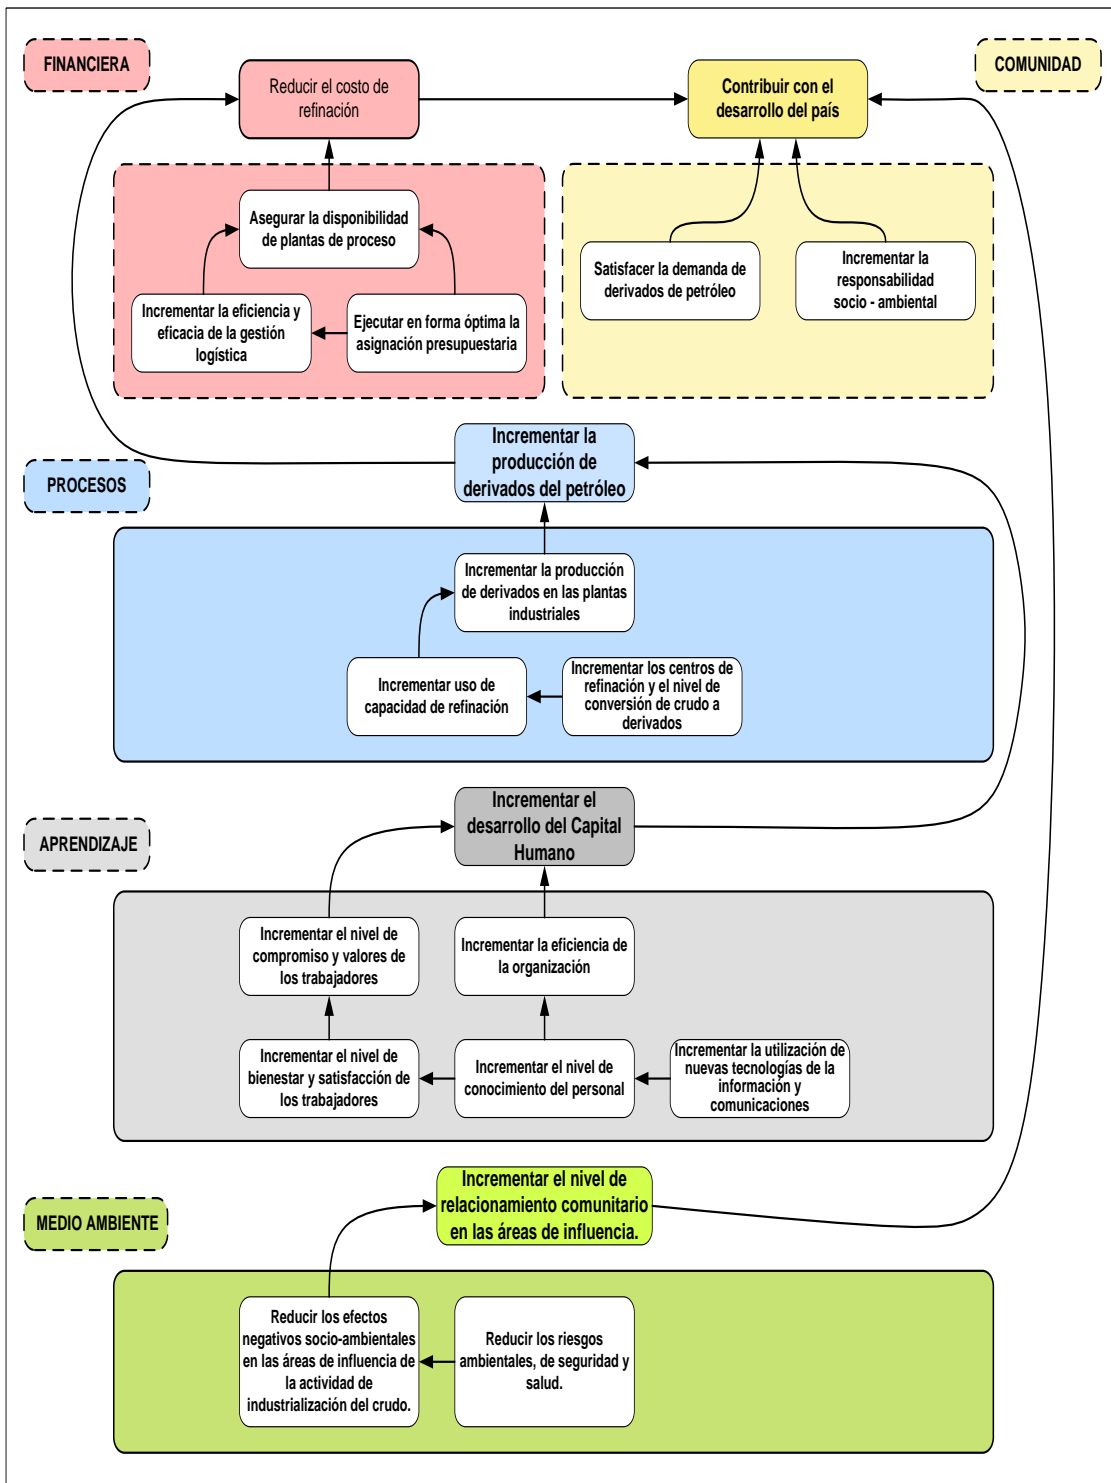 FINANCIERA
Reducir el costo de
refinación
Contribuir con el
desarrollo del país
COMUNIDAD
Asegurar la disponibilidad
de plantas de proceso
Incrementar la eficiencia y
eficacia de la gestión
logística
Ejecutar en forma óptima la
asignación presupuestaria
Satisfacer la demanda de
derivados de petróleo
Incrementar la
responsabilidad
socio - ambiental
PROCESOS
Incrementar la
producción de
derivados del petróleo
Incrementar la producción
de derivados en las plantas
industriales
Incrementar uso de
capacidad de refinación
Incrementar los centros de
refinación y el nivel de
conversión de crudo a
derivados
APRENDIZAJE
Incrementar el
desarrollo del Capital
Humano
Incrementar el nivel de
compromiso y valores de
los trabajadores
Incrementar la eficiencia de
la organización
Incrementar el nivel de
bienestar y satisfacción de
los trabajadores
Incrementar el nivel de
conocimiento del personal
Incrementar la utilización de
nuevas tecnologías de la
información y
comunicaciones
MEDIO AMBIENTE
Incrementar el nivel de
relacionamiento comunitario
en las áreas de influencia.
Reducir los efectos
negativos socio-ambientales
en las áreas de influencia de
la actividad de
industrialización del crudo.
Reducir los riesgos
ambientales, de seguridad y
salud.